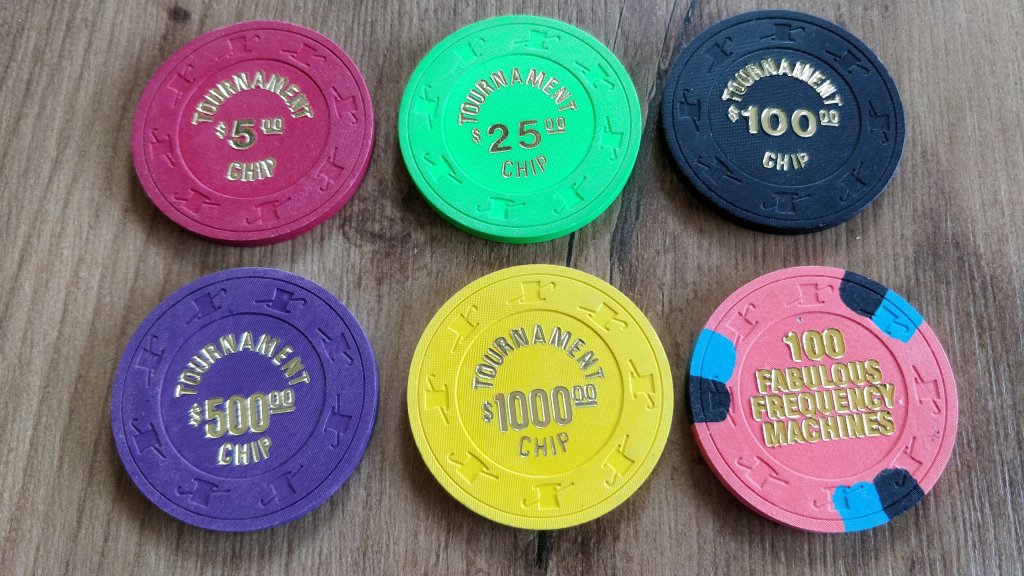 TOURNAMENT
$5.00
CHIP
TOURNAMENT
$25.00
CHIP
TOURNAMENT
$100.00
CHIP
TOURNAMENT
$500.00
CHIP
TOURNAMENT
$1000.00
CHIP
100
FABULOUS
FREQUENCY
MACHINES